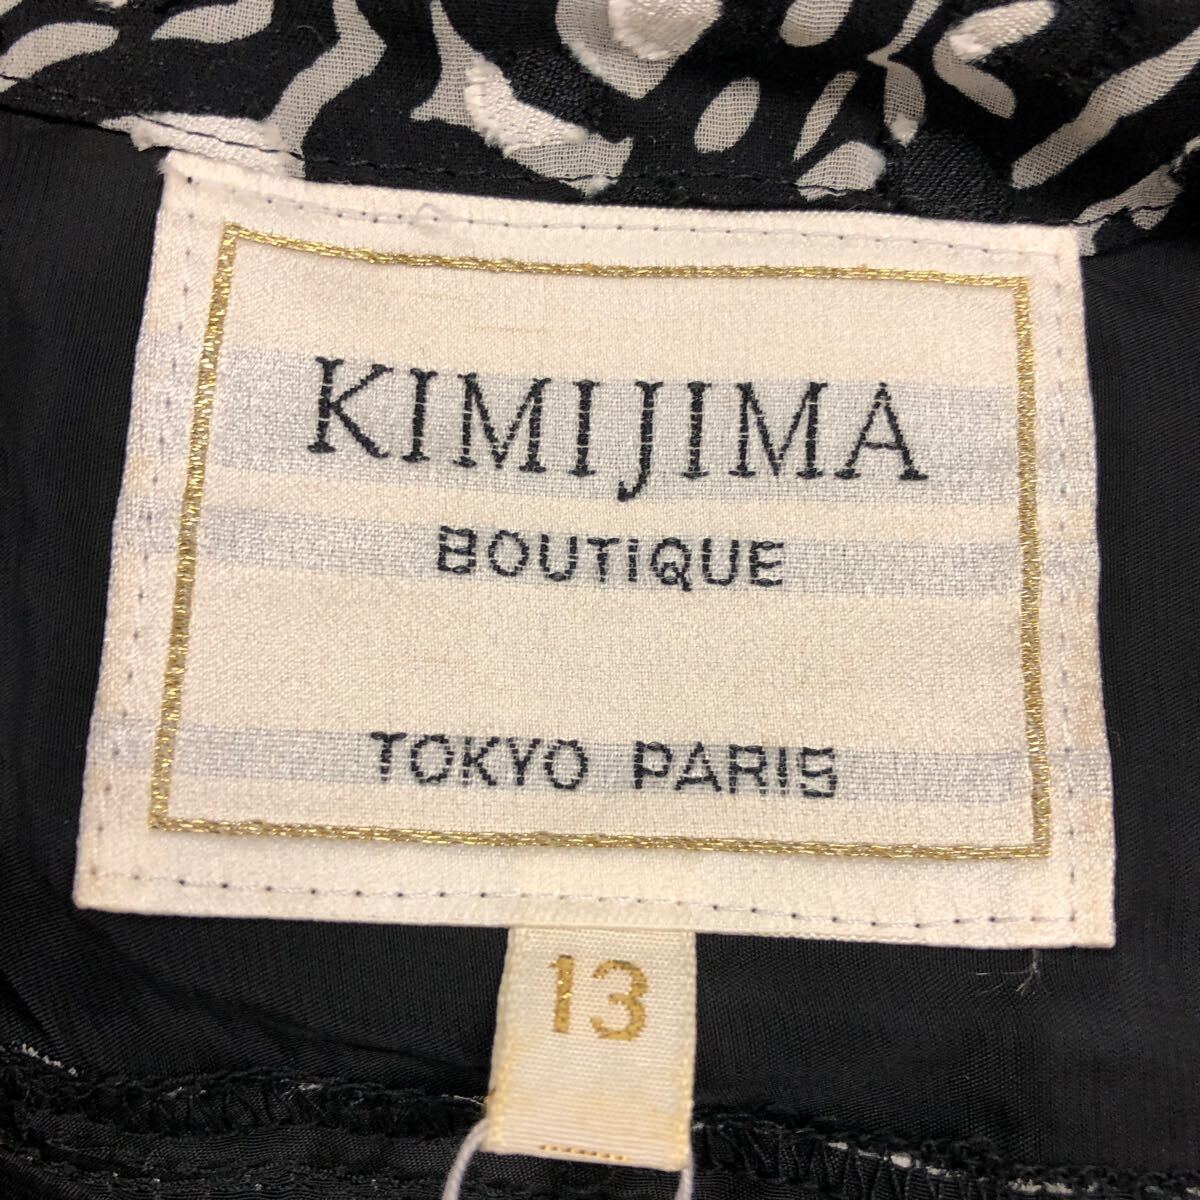 KIMIJIMA
BOUTIQUE
TOKYO PARIS
13